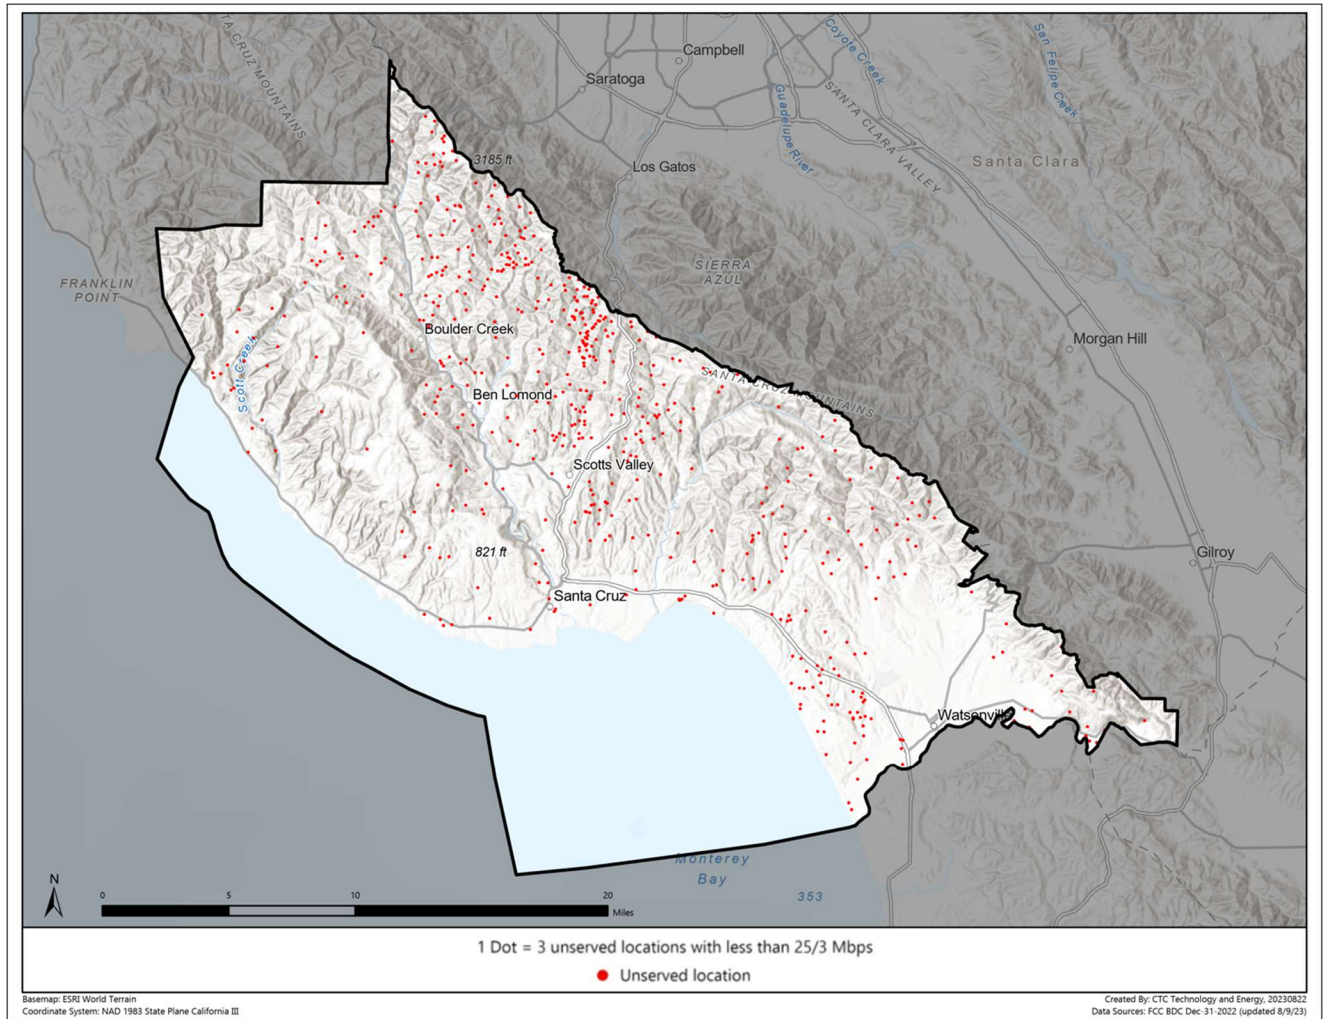 TA CRUZ MOUNTAINS
Campbell
Coyote Creek
San Felipe Creek
Saratoga
Guadelupe River
SANTA CLARA VALLEY
3185 ft
Los Gatos
Santa Clara
FRANKLIN
POINT
SIERRA
AZUL
Boulder Creek
Morgan Hill
Scott Creek
SANTA CRUZ MOUNTAINS
Ben Lomond
Scotts Valley
821 ft
Gilroy
Santa Cruz
Watsonville
Monterey
Bay
353
N
0 5 10 20
Miles
1 Dot = 3 unserved locations with less than 25/3 Mbps
Unserved location
Basemap: ESRI World Terrain
Coordinate System: NAD 1983 State Plane California III
Created By: CTC Technology and Energy, 20230822
Data Sources: FCC BDC Dec-31-2022 (updated 8/9/23)